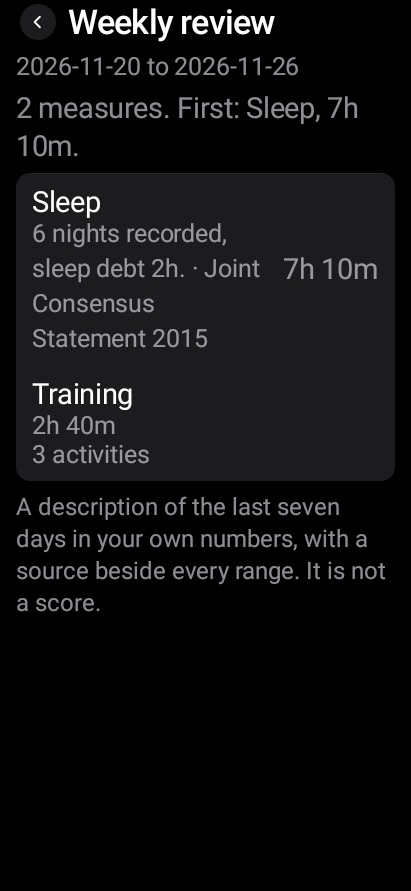 Weekly review
2026-11-20 to 2026-11-26
2 measures. First: Sleep, 7h
10m.
Sleep
6 nights recorded,
sleep debt 2h. · Joint
Consensus
Statement 2015
7h 10m
Training
2h 40m
3 activities
A description of the last seven
days in your own numbers, with a
source beside every range. It is not
a score.